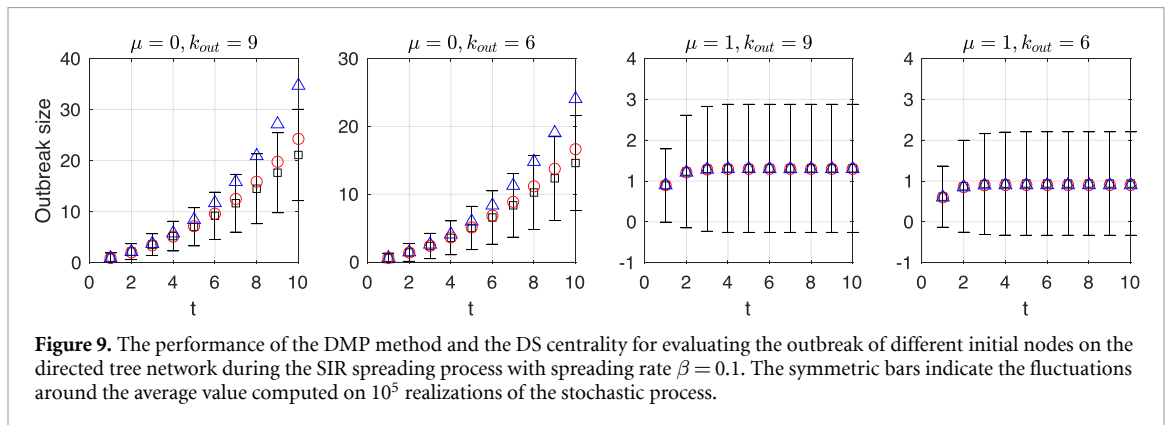 μ = 0, k_out = 9
μ = 0, k_out = 6
μ = 1, k_out = 9
μ = 1, k_out = 6
Outbreak size
40
30
20
10
0
0 2 4 6 8 10
t
30
20
10
0
0 2 4 6 8 10
t
4
3
2
1
0
-1
0 2 4 6 8 10
t
4
3
2
1
0
-1
0 2 4 6 8 10
t
Figure 9. The performance of the DMP method and the DS centrality for evaluating the outbreak of different initial nodes on the
directed tree network during the SIR spreading process with spreading rate β = 0.1. The symmetric bars indicate the fluctuations
around the average value computed on 10⁵ realizations of the stochastic process.